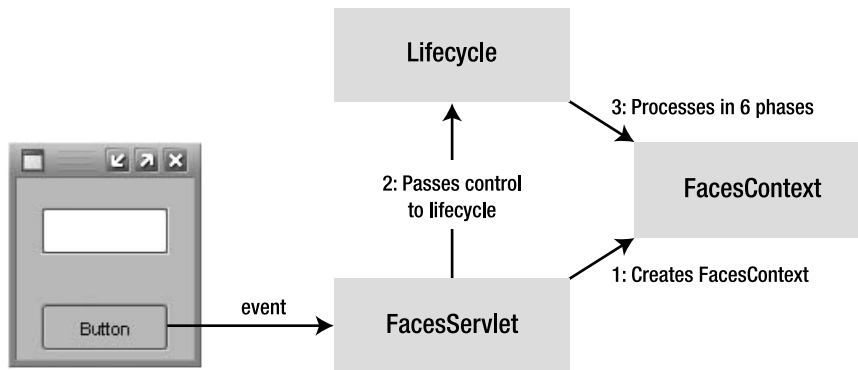 Lifecycle
3: Processes in 6 phases
2: Passes control
to lifecycle
FacesContext
1: Creates FacesContext
event
Button
FacesServlet